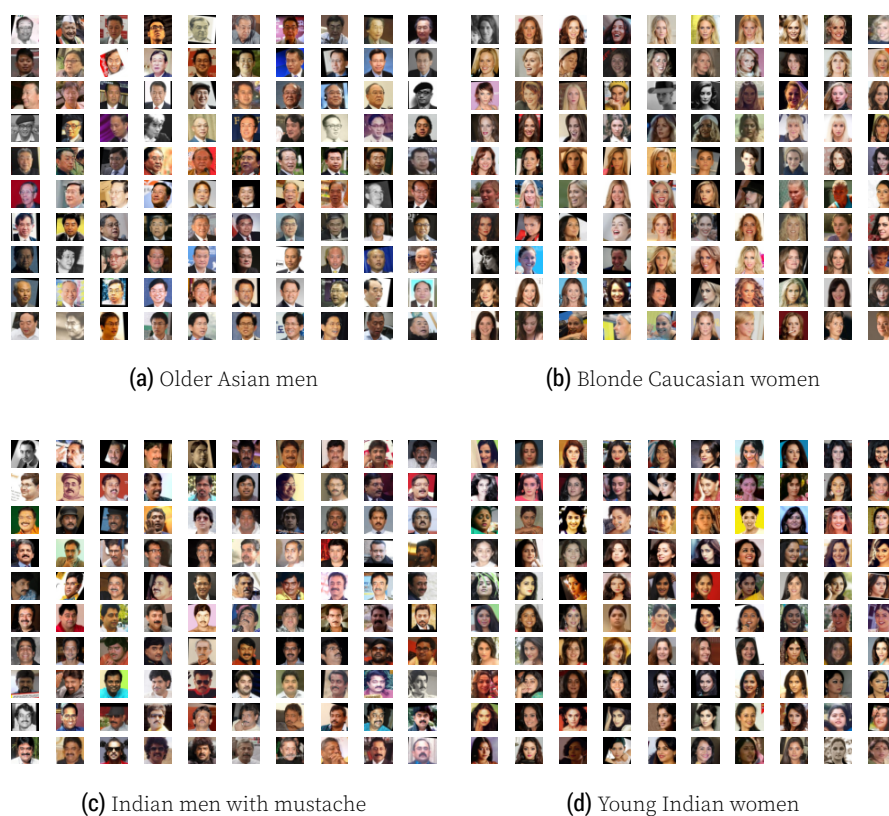 (a) Older Asian men
(b) Blonde Caucasian women
(c) Indian men with mustache
(d) Young Indian women